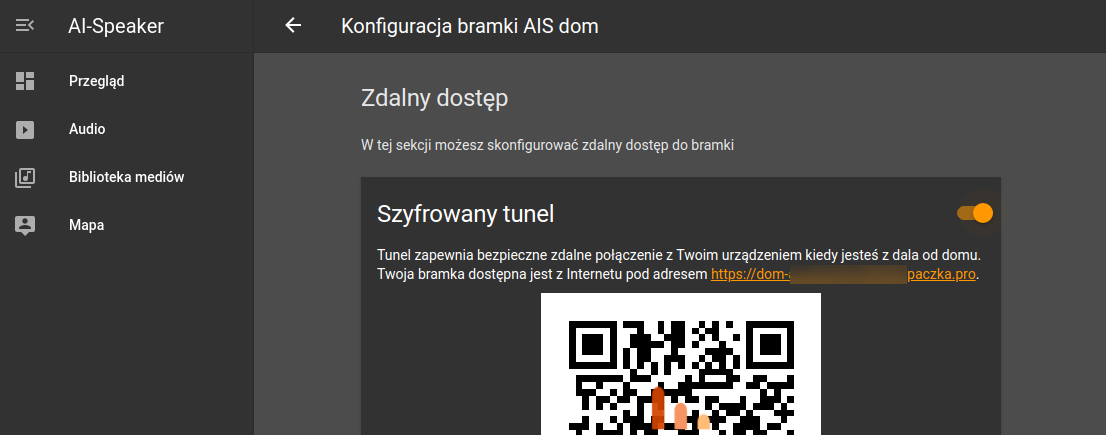 AI-Speaker
Konfiguracja bramki AIS dom
Przegląd
Audio
Biblioteka mediów
Mapa
Zdalny dostęp
W tej sekcji możesz skonfigurować zdalny dostęp do bramki
Szyfrowany tunel
Tunel zapewnia bezpieczne zdalne połączenie z Twoim urządzeniem kiedy jesteś z dala od domu.
Twoja bramka dostępna jest z Internetu pod adresem https://dom- paczka.pro.